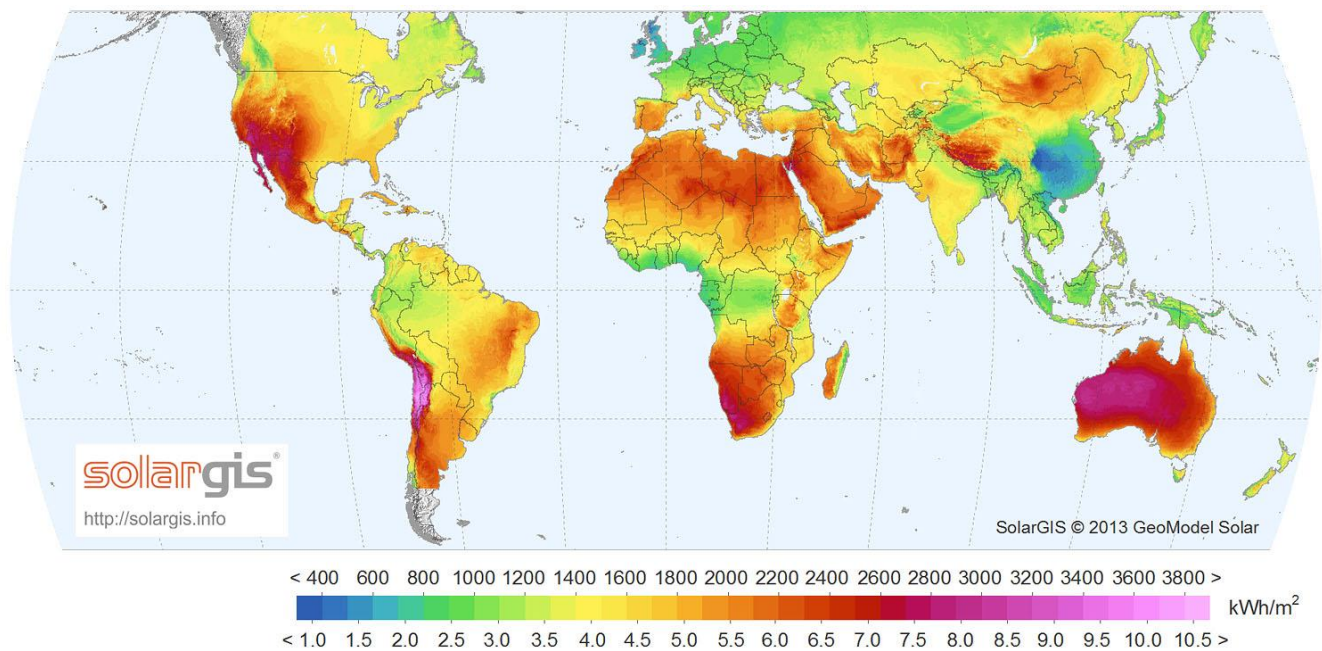 solargis®
http://solargis.info
SolarGIS © 2013 GeoModel Solar
< 400 600 800 1000 1200 1400 1600 1800 2000 2200 2400 2600 2800 3000 3200 3400 3600 3800 >
kWh/m²
< 1.0 1.5 2.0 2.5 3.0 3.5 4.0 4.5 5.0 5.5 6.0 6.5 7.0 7.5 8.0 8.5 9.0 9.5 10.0 10.5 >